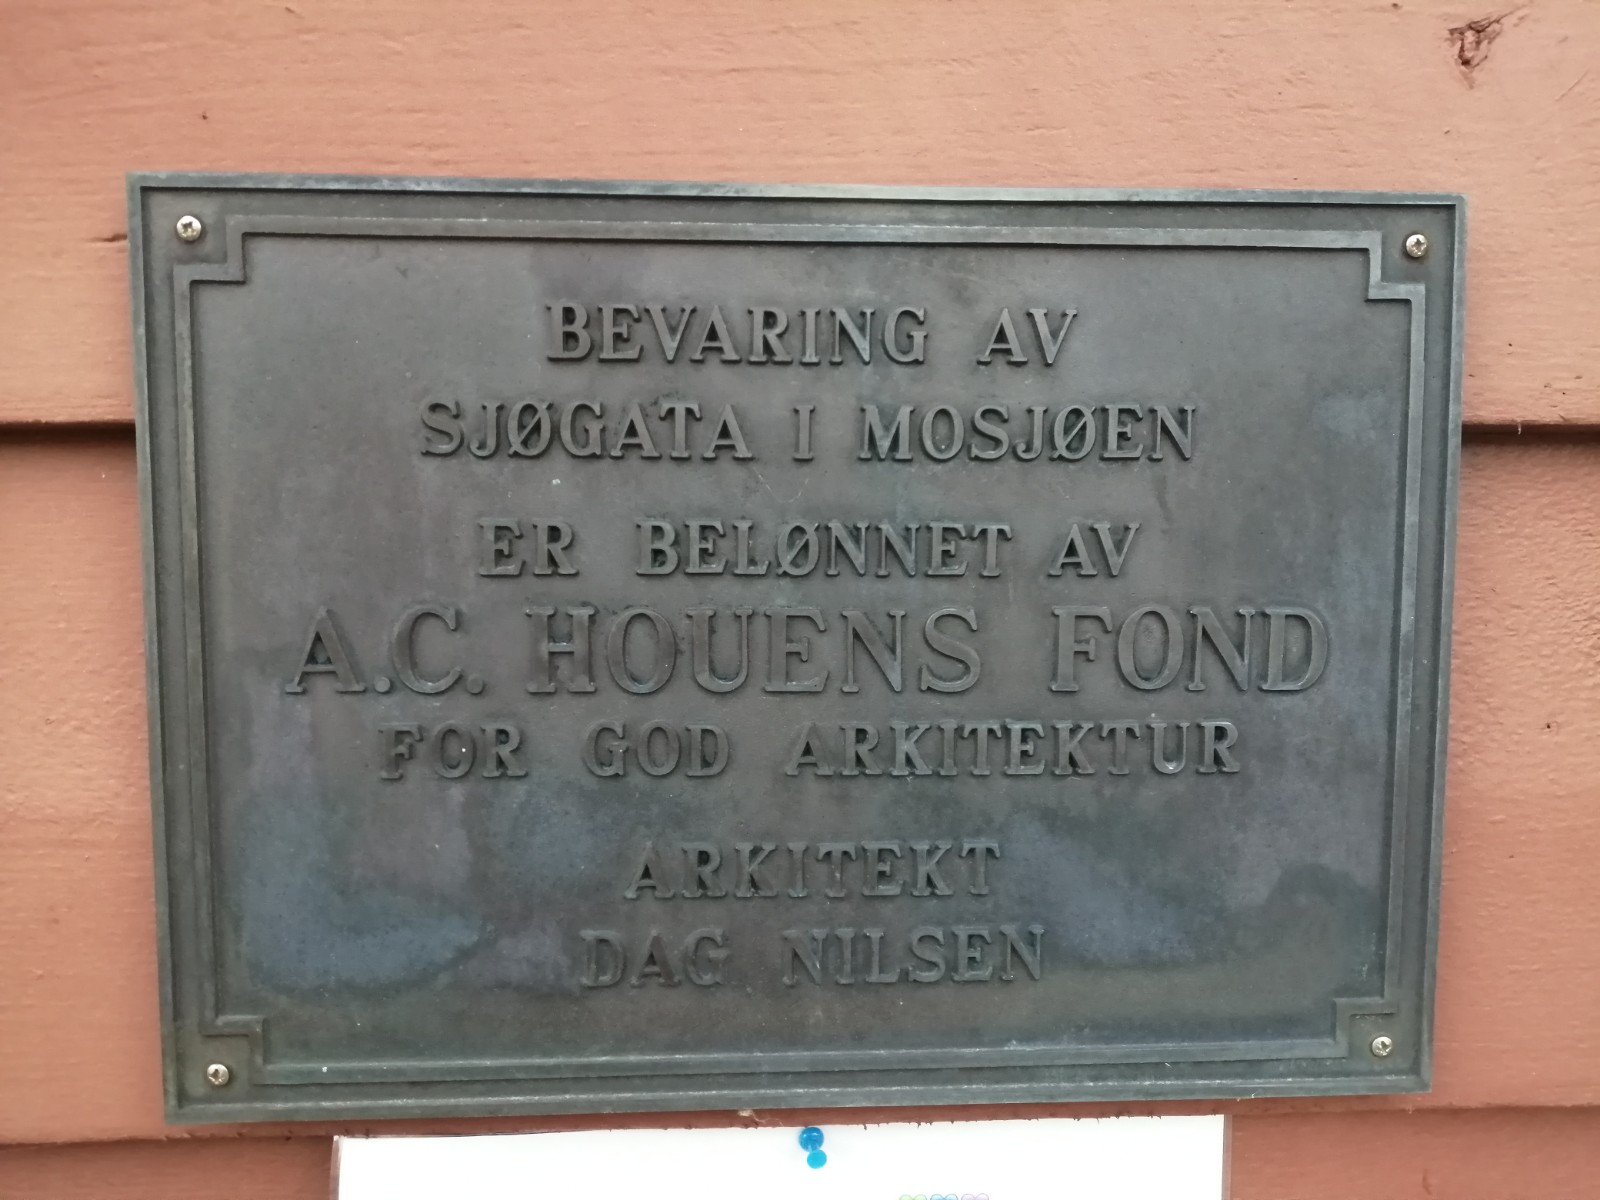 BEVARING AV
SJØGATA I MOSJØEN
ER BELØNNET AV
A.C. HOUENS FOND
FOR GOD ARKITEKTUR
ARKITEKT
DAG NILSEN